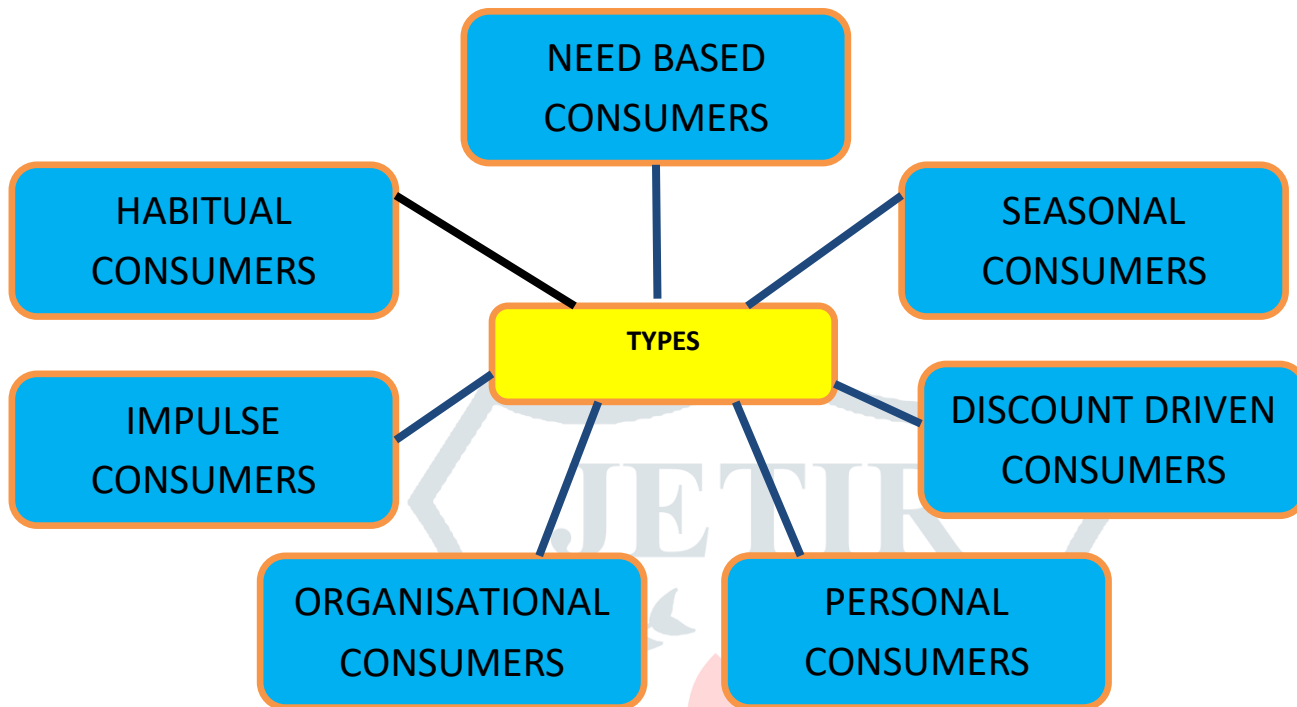 NEED BASED
CONSUMERS
HABITUAL
CONSUMERS
SEASONAL
CONSUMERS
TYPES
IMPULSE
CONSUMERS
DISCOUNT DRIVEN
CONSUMERS
JETIR
ORGANISATIONAL
CONSUMERS
PERSONAL
CONSUMERS